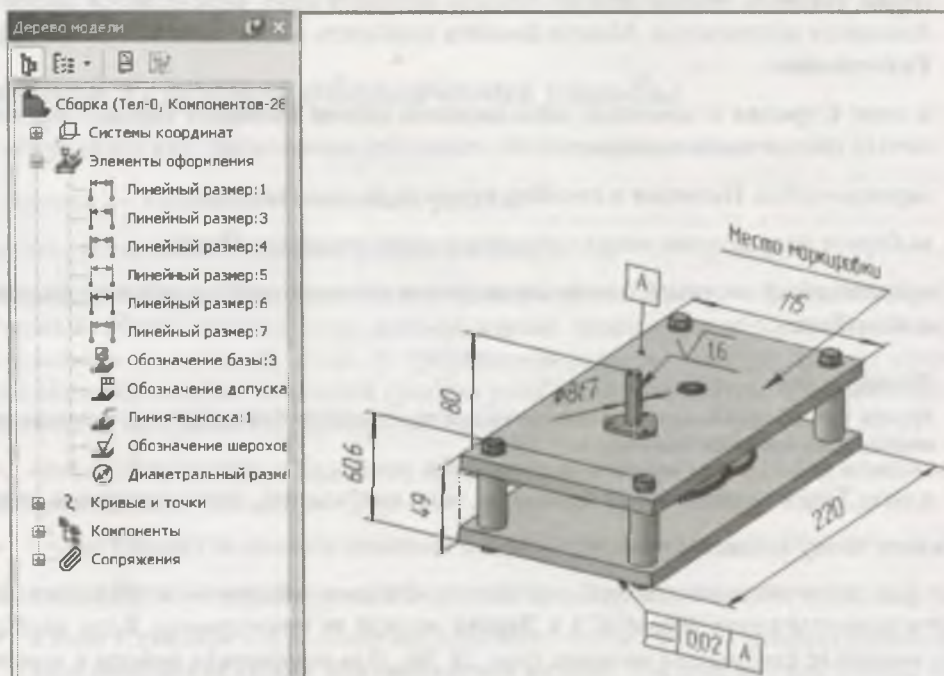 Дерево модели
Сборка (Тел-0, Компонентов-28
Системы координат
Элементы оформления
Линейный размер:1
Линейный размер:3
Линейный размер:4
Линейный размер:5
Линейный размер:6
Линейный размер:7
Обозначение базы:3
Обозначение допуска
Линия-выноска:1
Обозначение шерохов
Диаметральный разме
Кривые и точки
Компоненты
Сопряжения
Место маркировки
A
115
1,6
80
ø8f7
60,6
49
220
0,02 A